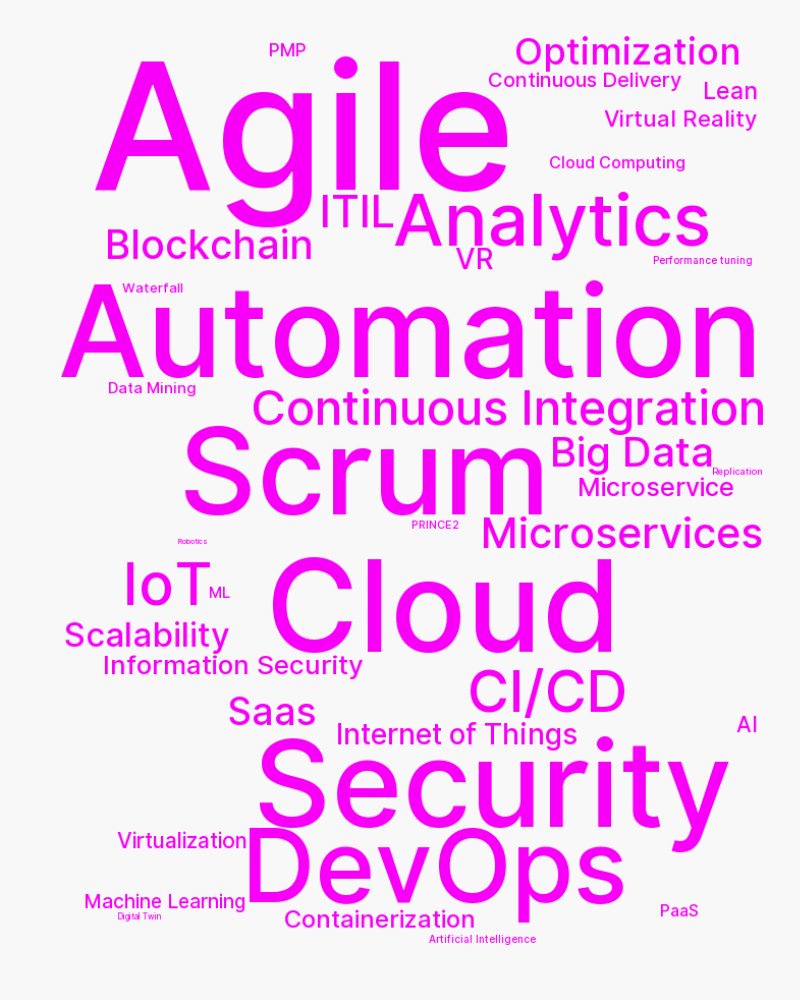 PMP
Optimization
Continuous Delivery
Lean
Agile
Virtual Reality
Cloud Computing
ITIL
Analytics
Blockchain
VR
Performance tuning
Waterfall
Automation
Data Mining
Continuous Integration
Scrum
Big Data
Replication
Microservice
PRINCE2
Microservices
Robotics
IoT
ML
Cloud
Scalability
Information Security
CI/CD
Saas
AI
Internet of Things
Security
Virtualization
DevOps
Machine Learning
PaaS
Digital Twin
Containerization
Artificial Intelligence